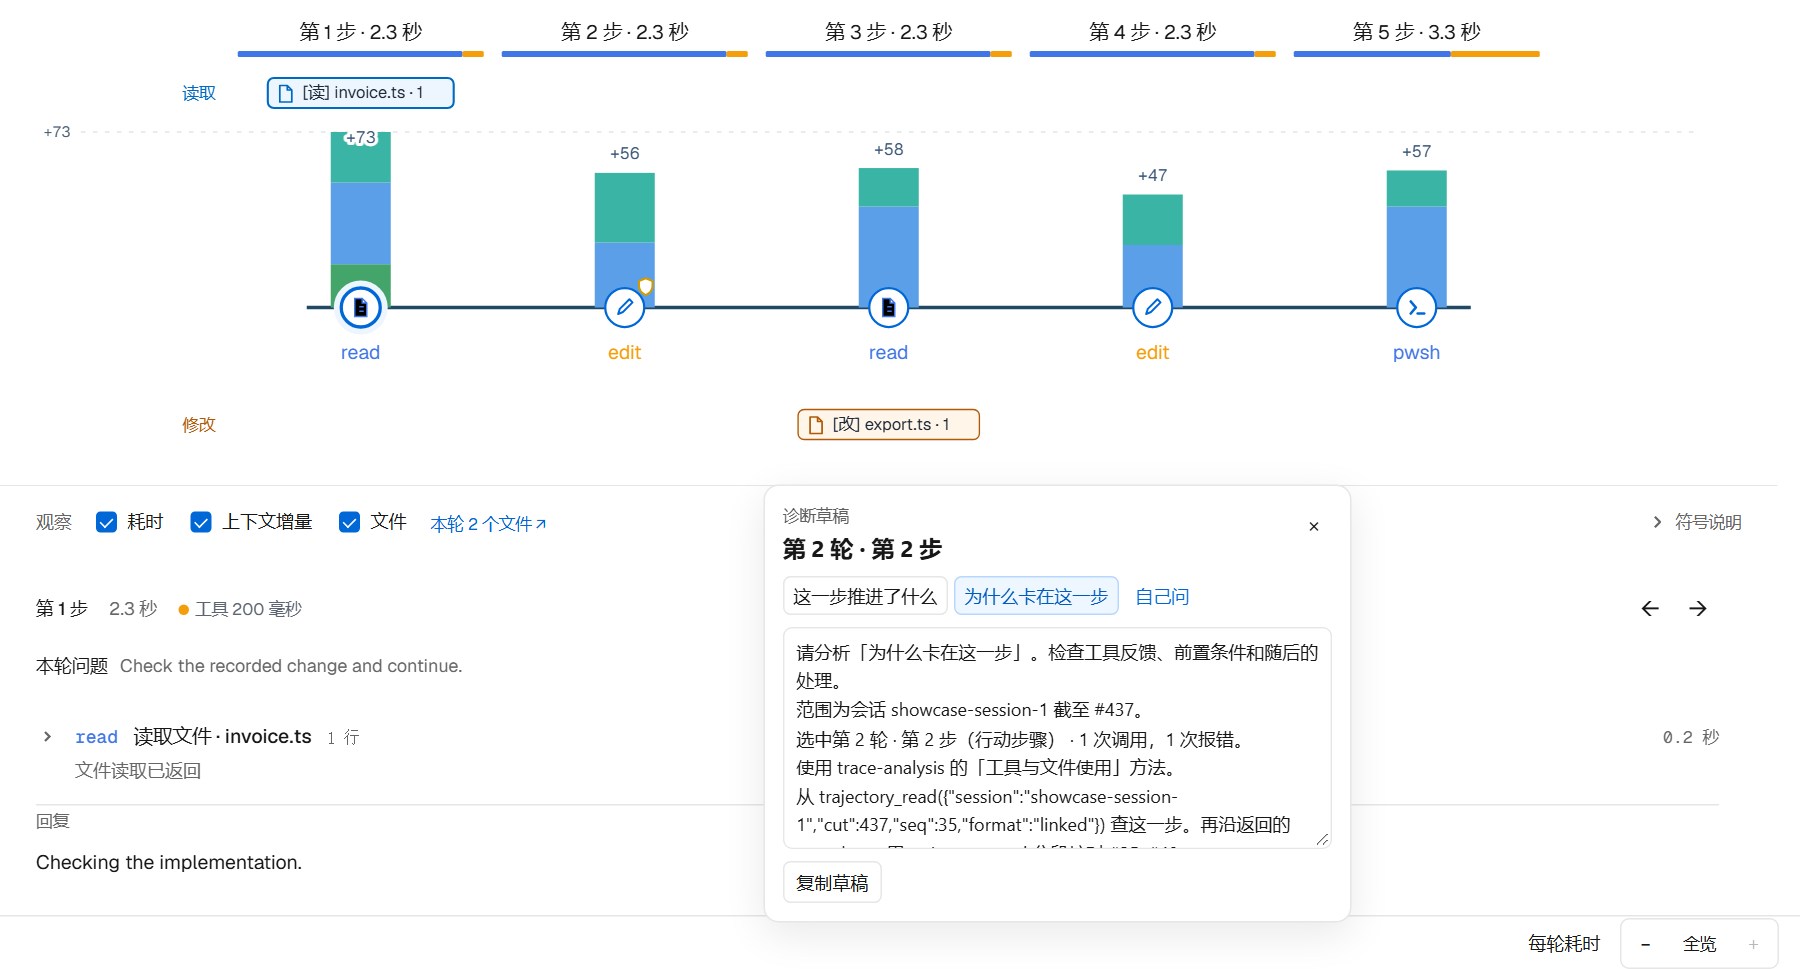 第 1 步 · 2.3 秒
第 2 步 · 2.3 秒
第 3 步 · 2.3 秒
第 4 步 · 2.3 秒
第 5 步 · 3.3 秒
读取
[读] invoice.ts · 1
+73
+73
+56
+58
+47
+57
read
edit
read
edit
pwsh
修改
[改] export.ts · 1
观察
耗时
上下文增量
文件
本轮 2 个文件↗
符号说明
第 1 步 2.3 秒 工具 200 毫秒
本轮问题 Check the recorded change and continue.
read 读取文件 · invoice.ts 1 行
0.2 秒
文件读取已返回
回复
Checking the implementation.
诊断草稿
×
第 2 轮 · 第 2 步
这一步推进了什么
为什么卡在这一步
自己问
请分析「为什么卡在这一步」。检查工具反馈、前置条件和随后的
处理。
范围为会话 showcase-session-1 截至 #437。
选中第 2 轮 · 第 2 步（行动步骤） · 1 次调用，1 次报错。
使用 trace-analysis 的「工具与文件使用」方法。
从 trajectory_read({"session":"showcase-session-
1","cut":437,"seq":35,"format":"linked"}) 查这一步。再沿返回的
复制草稿
每轮耗时
− 全览 +